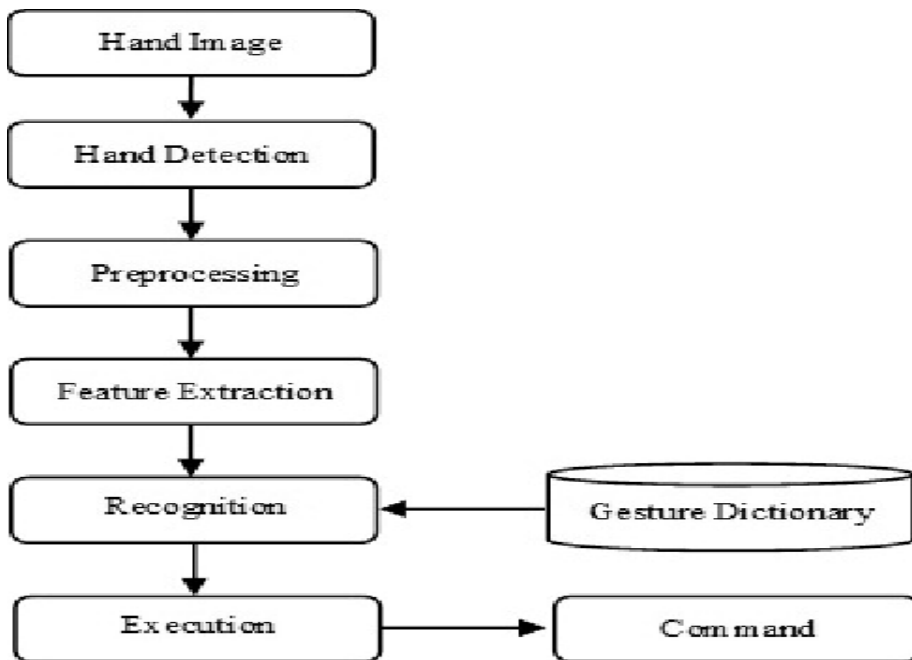 Hand Image
Hand Detection
Preprocessing
Feature Extraction
Recognition
Gesture Dictionary
Execution
Command